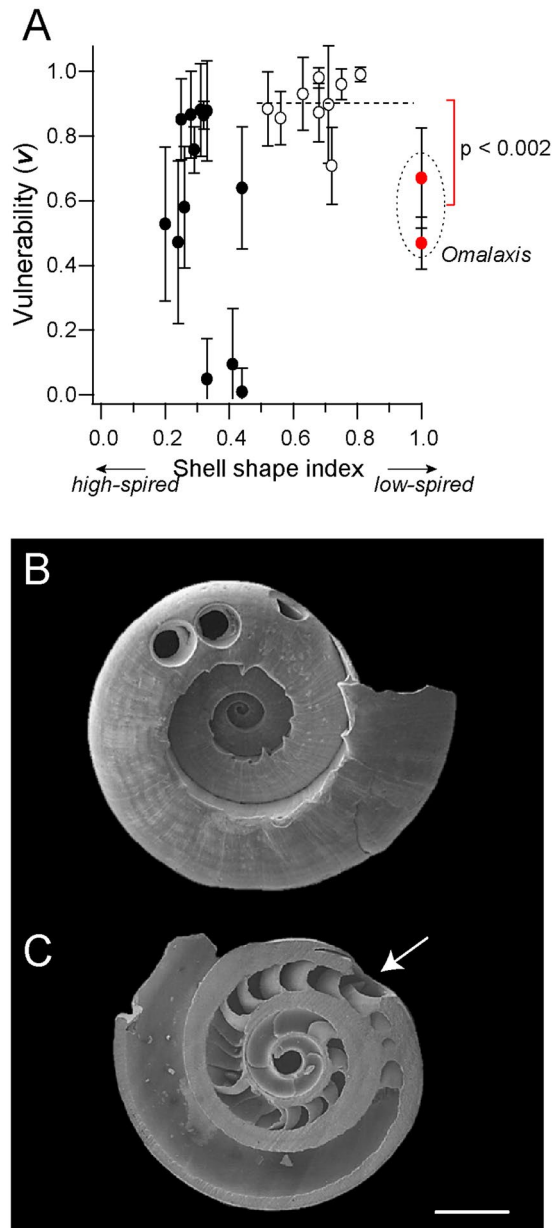 A
Vulnerability (v)
1.0
0.8
0.6
0.4
0.2
0.0
p < 0.002
Omalaxis
0.0 0.2 0.4 0.6 0.8 1.0
Shell shape index
high-spired low-spired
B
C